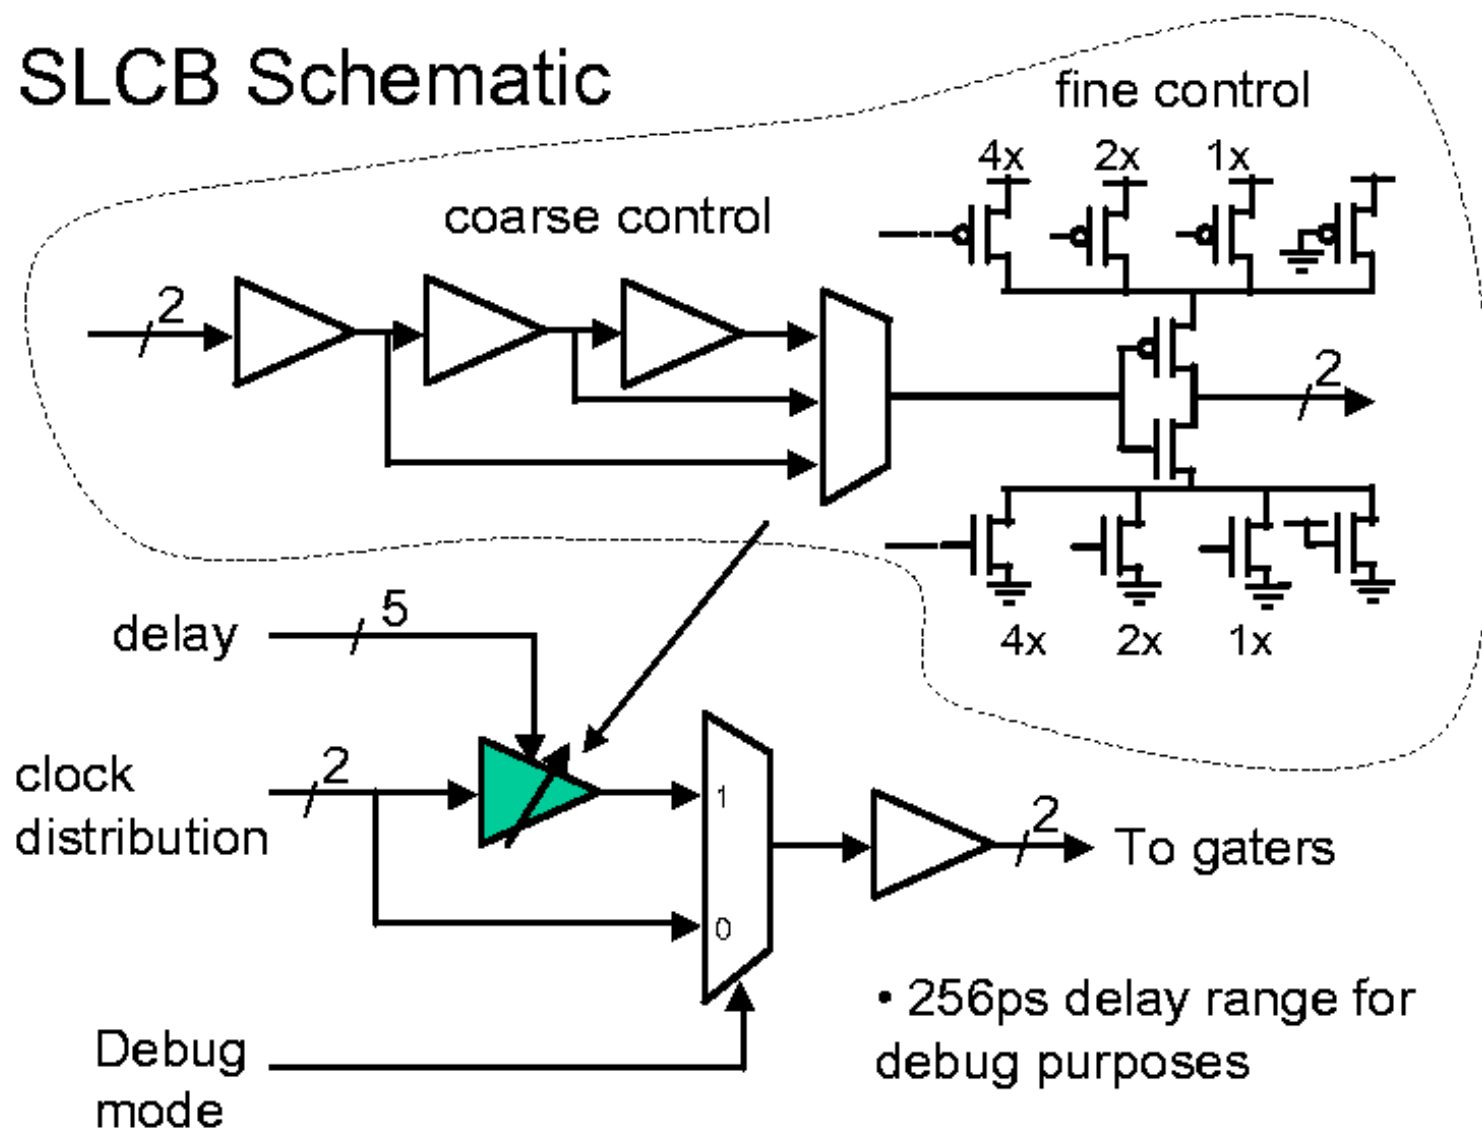 SLCB Schematic
fine control
4x 2x 1x
coarse control
2
2
4x 2x 1x
delay 5
clock
distribution
2
1
0
2
To gaters
• 256ps delay range for
debug purposes
Debug
mode